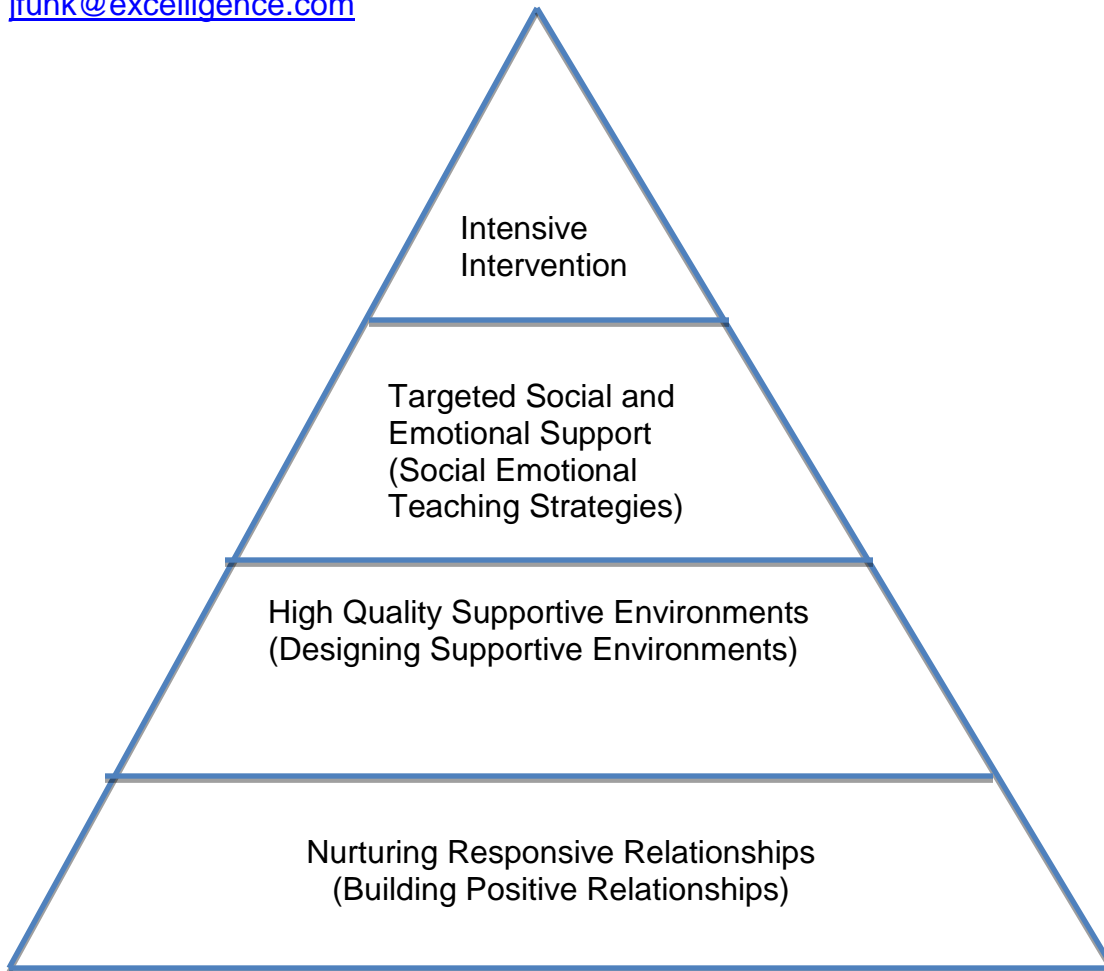 jfunk@excelligence.com
Intensive
Intervention
Targeted Social and
Emotional Support
(Social Emotional
Teaching Strategies)
High Quality Supportive Environments
(Designing Supportive Environments)
Nurturing Responsive Relationships
(Building Positive Relationships)